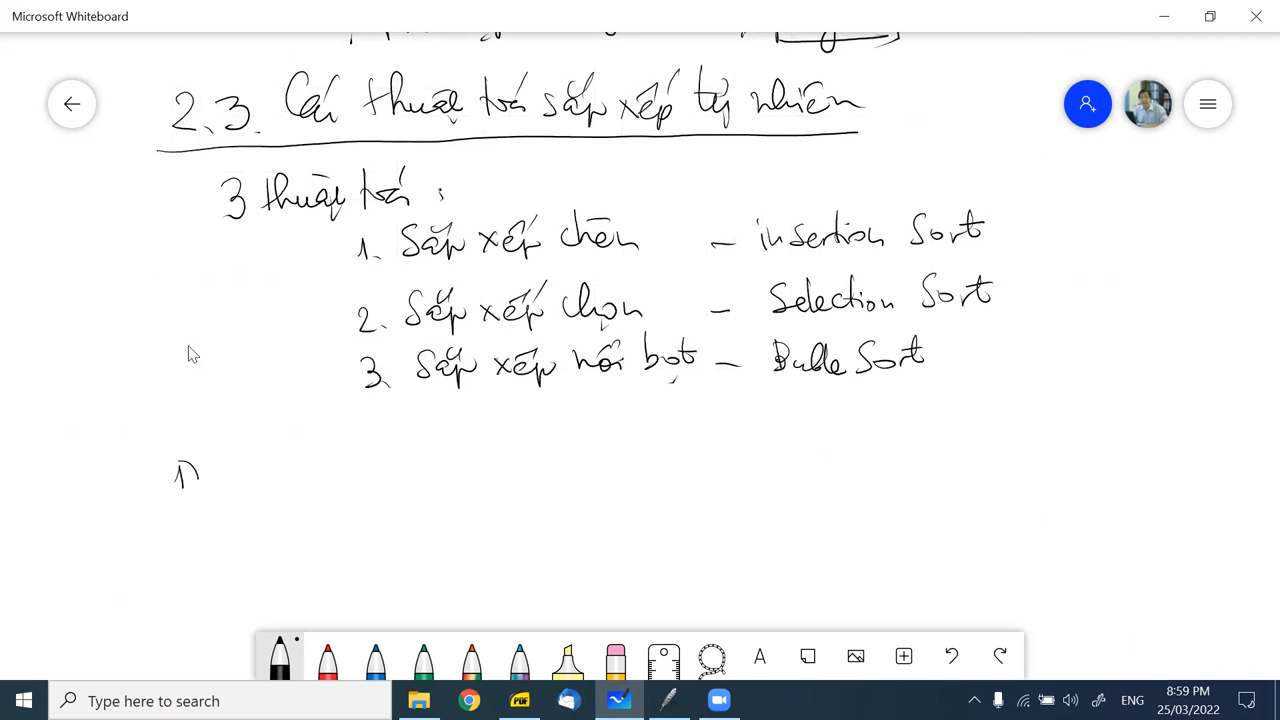 Microsoft Whiteboard
2.3. Các thuật toán sắp xếp tự nhiên
3 thuật toán :
1. Sắp xếp chèn - insertion Sort
2. Sắp xếp chọn - Selection Sort
3. Sắp xếp nổi bọt - Buble Sort
1)
Type here to search
ENG
8:59 PM
25/03/2022